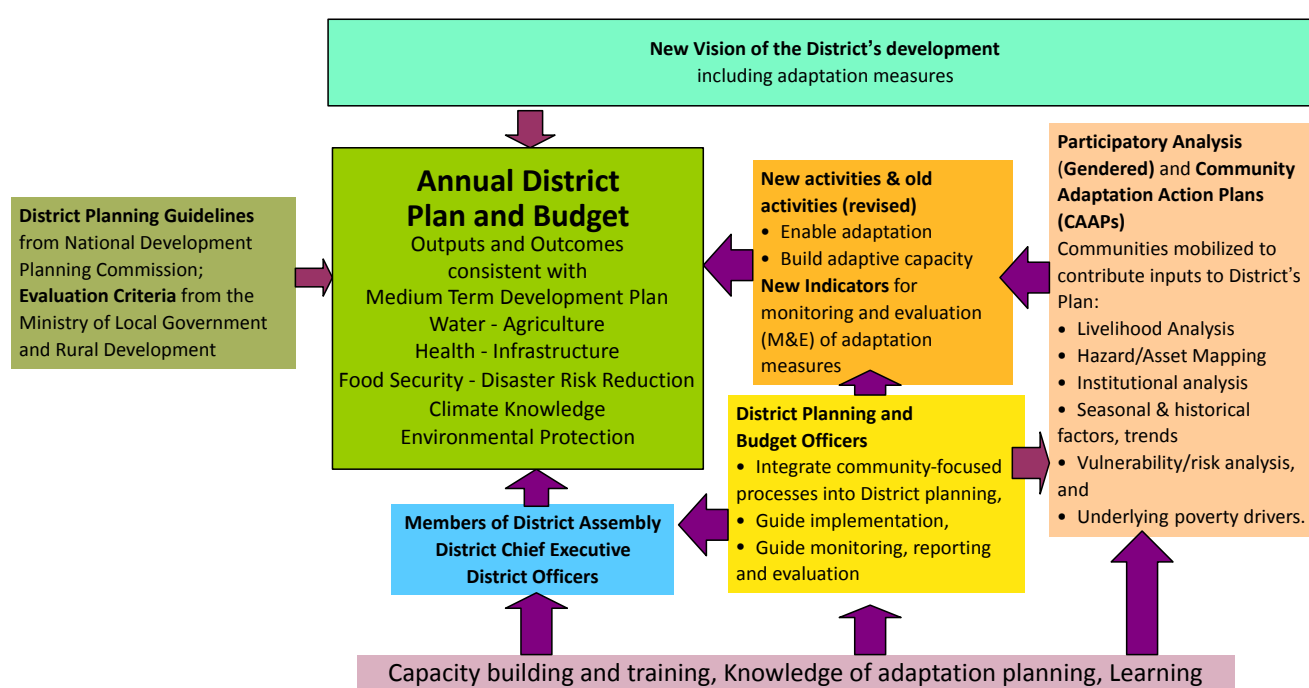 New Vision of the District’s development
including adaptation measures
District Planning Guidelines
from National Development
Planning Commission;
Evaluation Criteria from the
Ministry of Local Government
and Rural Development
Annual District
Plan and Budget
Outputs and Outcomes
consistent with
Medium Term Development Plan
Water - Agriculture
Health - Infrastructure
Food Security - Disaster Risk Reduction
Climate Knowledge
Environmental Protection
New activities & old
activities (revised)
• Enable adaptation
• Build adaptive capacity
New Indicators for
monitoring and evaluation
(M&E) of adaptation
measures
Participatory Analysis
(Gendered) and Community
Adaptation Action Plans
(CAAPs)
Communities mobilized to
contribute inputs to District’s
Plan:
• Livelihood Analysis
• Hazard/Asset Mapping
• Institutional analysis
• Seasonal & historical
factors, trends
• Vulnerability/risk analysis,
and
• Underlying poverty drivers.
District Planning and
Budget Officers
• Integrate community-focused
processes into District planning,
• Guide implementation,
• Guide monitoring, reporting
and evaluation
Members of District Assembly
District Chief Executive
District Officers
Capacity building and training, Knowledge of adaptation planning, Learning